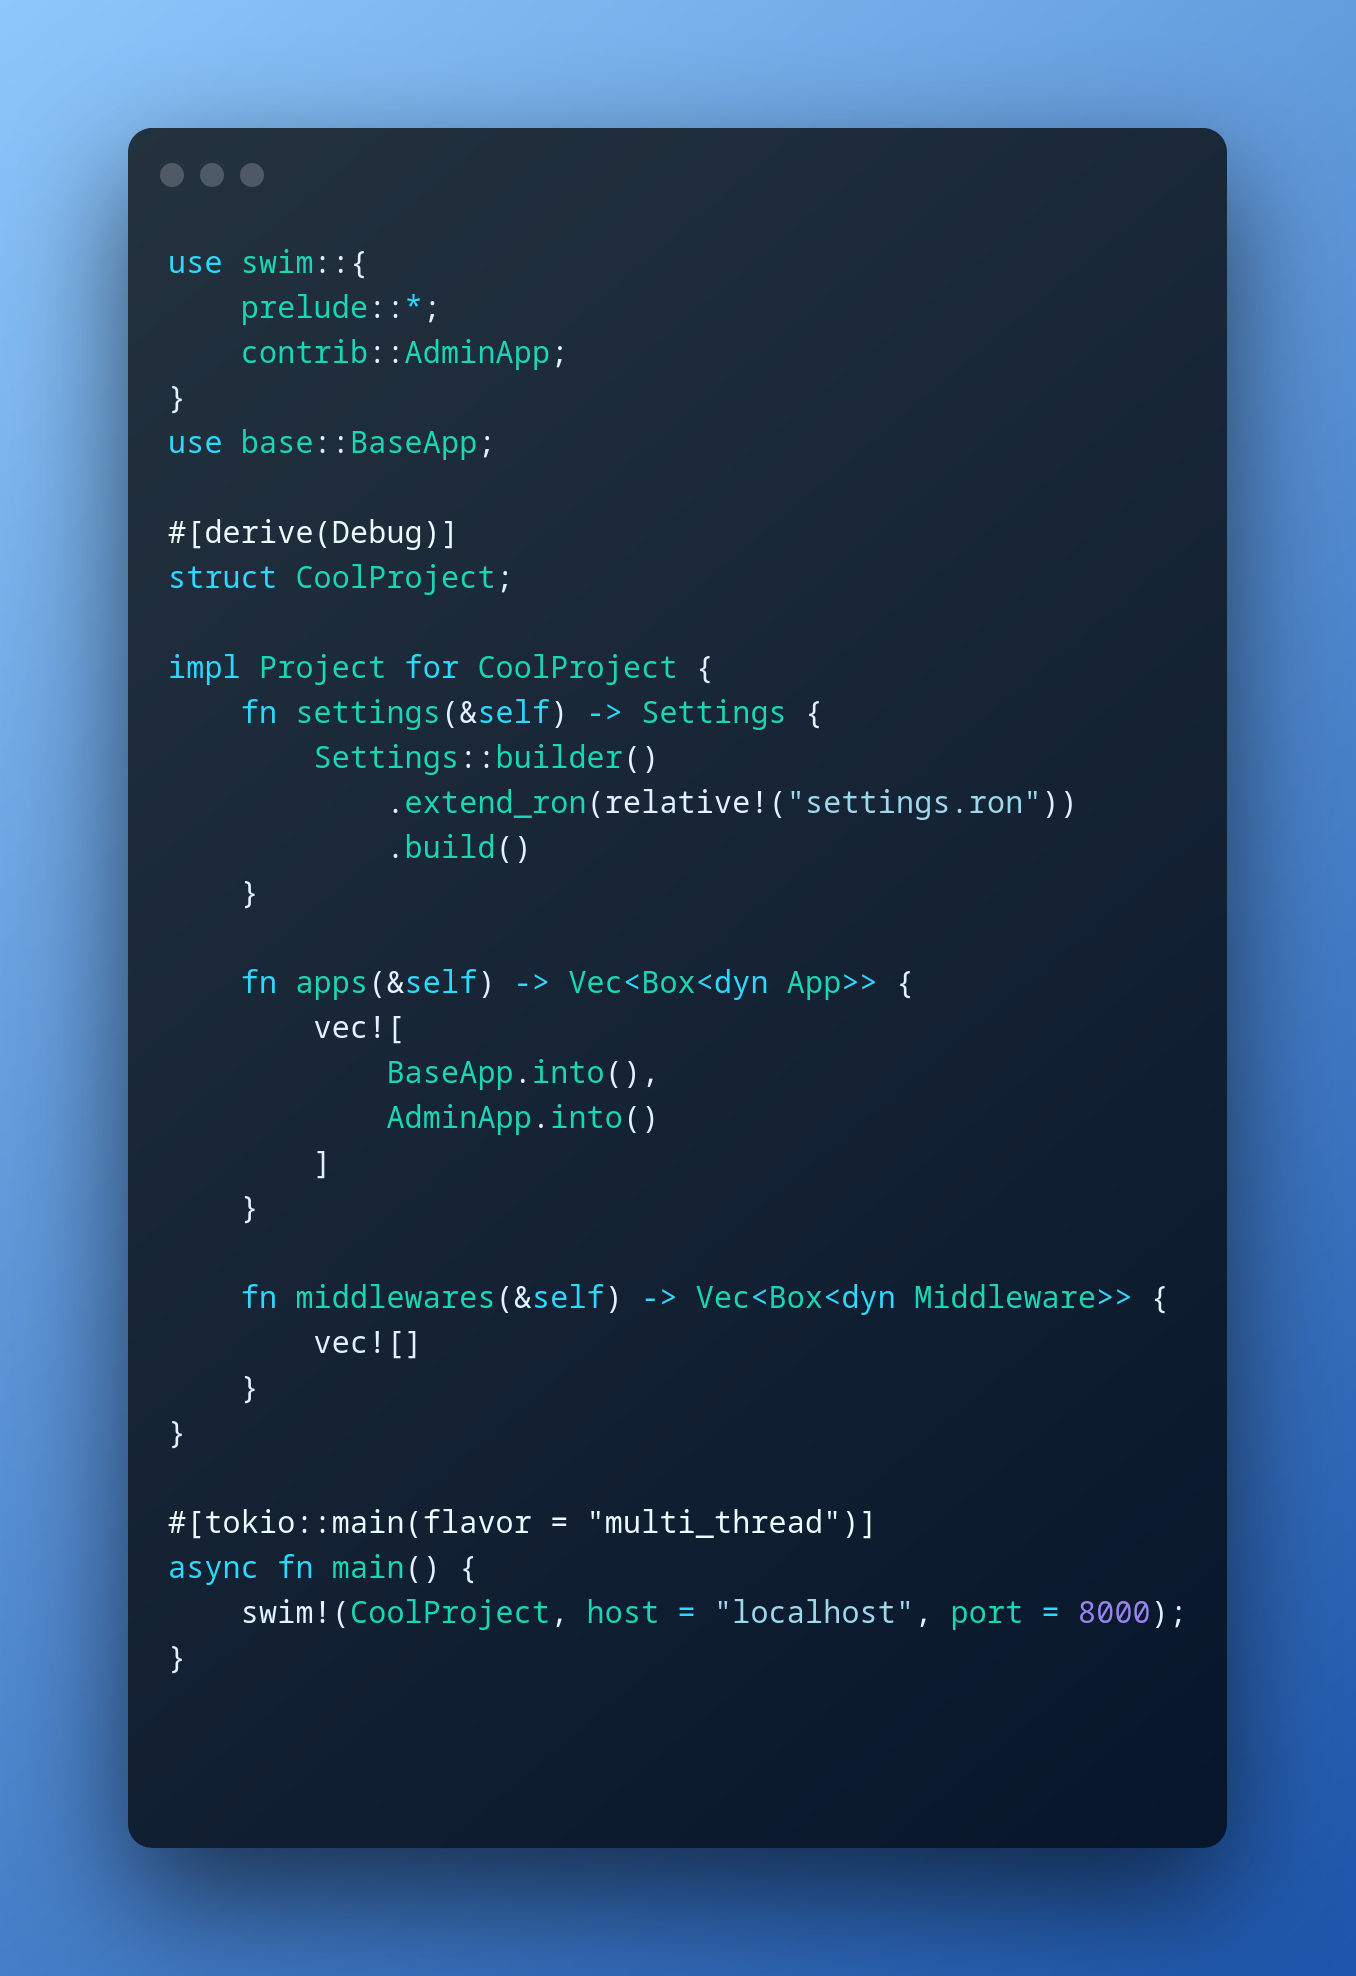 use swim::{
    prelude::*;
    contrib::AdminApp;
}
use base::BaseApp;

#[derive(Debug)]
struct CoolProject;

impl Project for CoolProject {
    fn settings(&self) -> Settings {
        Settings::builder()
            .extend_ron(relative!("settings.ron"))
            .build()
    }

    fn apps(&self) -> Vec<Box<dyn App>> {
        vec![
            BaseApp.into(),
            AdminApp.into()
        ]
    }

    fn middlewares(&self) -> Vec<Box<dyn Middleware>> {
        vec![]
    }
}

#[tokio::main(flavor = "multi_thread")]
async fn main() {
    swim!(CoolProject, host = "localhost", port = 8000);
}